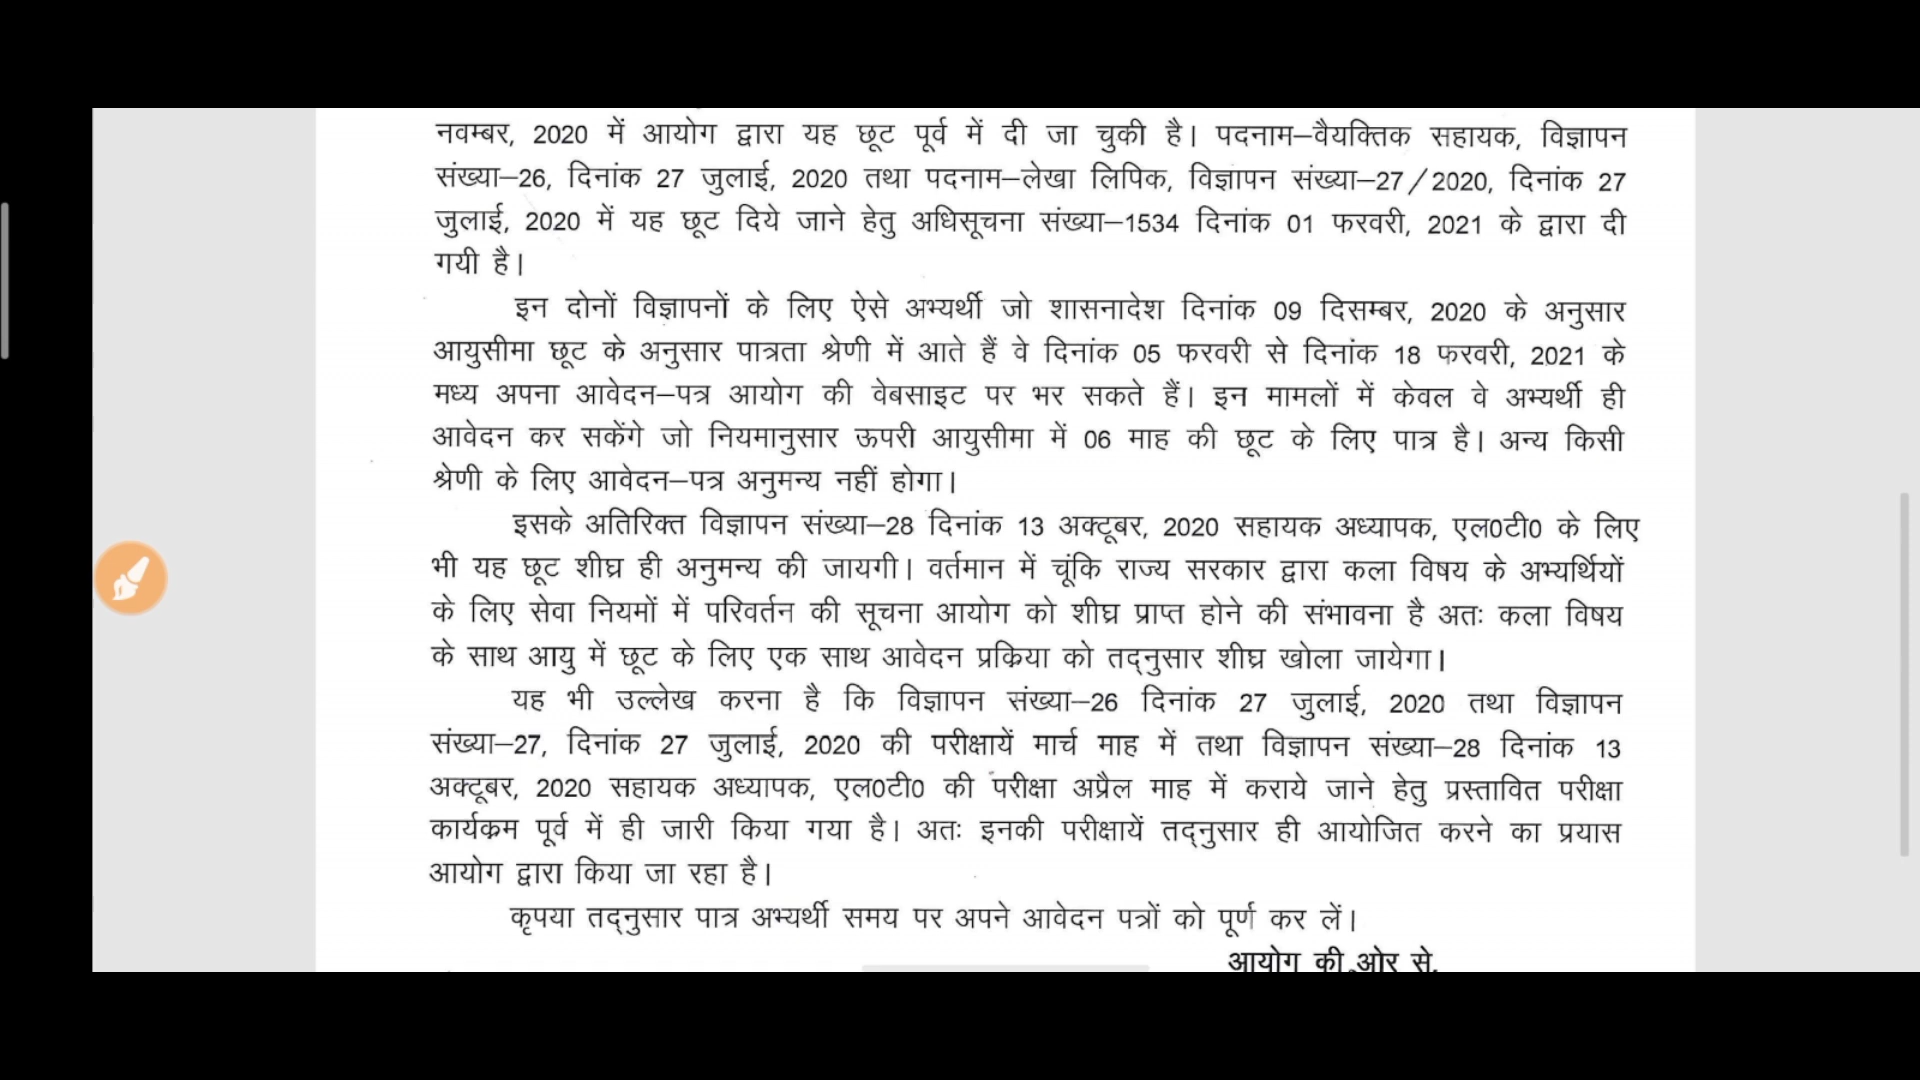 नवम्बर, 2020 में आयोग द्वारा यह छूट पूर्व में दी जा चुकी है। पदनाम–वैयक्तिक सहायक, विज्ञापन
संख्या–26, दिनांक 27 जुलाई, 2020 तथा पदनाम–लेखा लिपिक, विज्ञापन संख्या–27/2020, दिनांक 27
जुलाई, 2020 में यह छूट दिये जाने हेतु अधिसूचना संख्या–1534 दिनांक 01 फरवरी, 2021 के द्वारा दी
गयी है।
इन दोनों विज्ञापनों के लिए ऐसे अभ्यर्थी जो शासनादेश दिनांक 09 दिसम्बर, 2020 के अनुसार
आयुसीमा छूट के अनुसार पात्रता श्रेणी में आते हैं वे दिनांक 05 फरवरी से दिनांक 18 फरवरी, 2021 के
मध्य अपना आवेदन–पत्र आयोग की वेबसाइट पर भर सकते हैं। इन मामलों में केवल वे अभ्यर्थी ही
आवेदन कर सकेंगे जो नियमानुसार ऊपरी आयुसीमा में 06 माह की छूट के लिए पात्र है। अन्य किसी
श्रेणी के लिए आवेदन–पत्र अनुमन्य नहीं होगा।
इसके अतिरिक्त विज्ञापन संख्या–28 दिनांक 13 अक्टूबर, 2020 सहायक अध्यापक, एल0टी0 के लिए
भी यह छूट शीघ्र ही अनुमन्य की जायगी। वर्तमान में चूंकि राज्य सरकार द्वारा कला विषय के अभ्यर्थियों
के लिए सेवा नियमों में परिवर्तन की सूचना आयोग को शीघ्र प्राप्त होने की संभावना है अतः कला विषय
के साथ आयु में छूट के लिए एक साथ आवेदन प्रक्रिया को तद्नुसार शीघ्र खोला जायेगा।
यह भी उल्लेख करना है कि विज्ञापन संख्या–26 दिनांक 27 जुलाई, 2020 तथा विज्ञापन
संख्या–27, दिनांक 27 जुलाई, 2020 की परीक्षायें मार्च माह में तथा विज्ञापन संख्या–28 दिनांक 13
अक्टूबर, 2020 सहायक अध्यापक, एल0टी0 की परीक्षा अप्रैल माह में कराये जाने हेतु प्रस्तावित परीक्षा
कार्यक्रम पूर्व में ही जारी किया गया है। अतः इनकी परीक्षायें तद्नुसार ही आयोजित करने का प्रयास
आयोग द्वारा किया जा रहा है।
कृपया तद्नुसार पात्र अभ्यर्थी समय पर अपने आवेदन पत्रों को पूर्ण कर लें।
आयोग की ओर से,